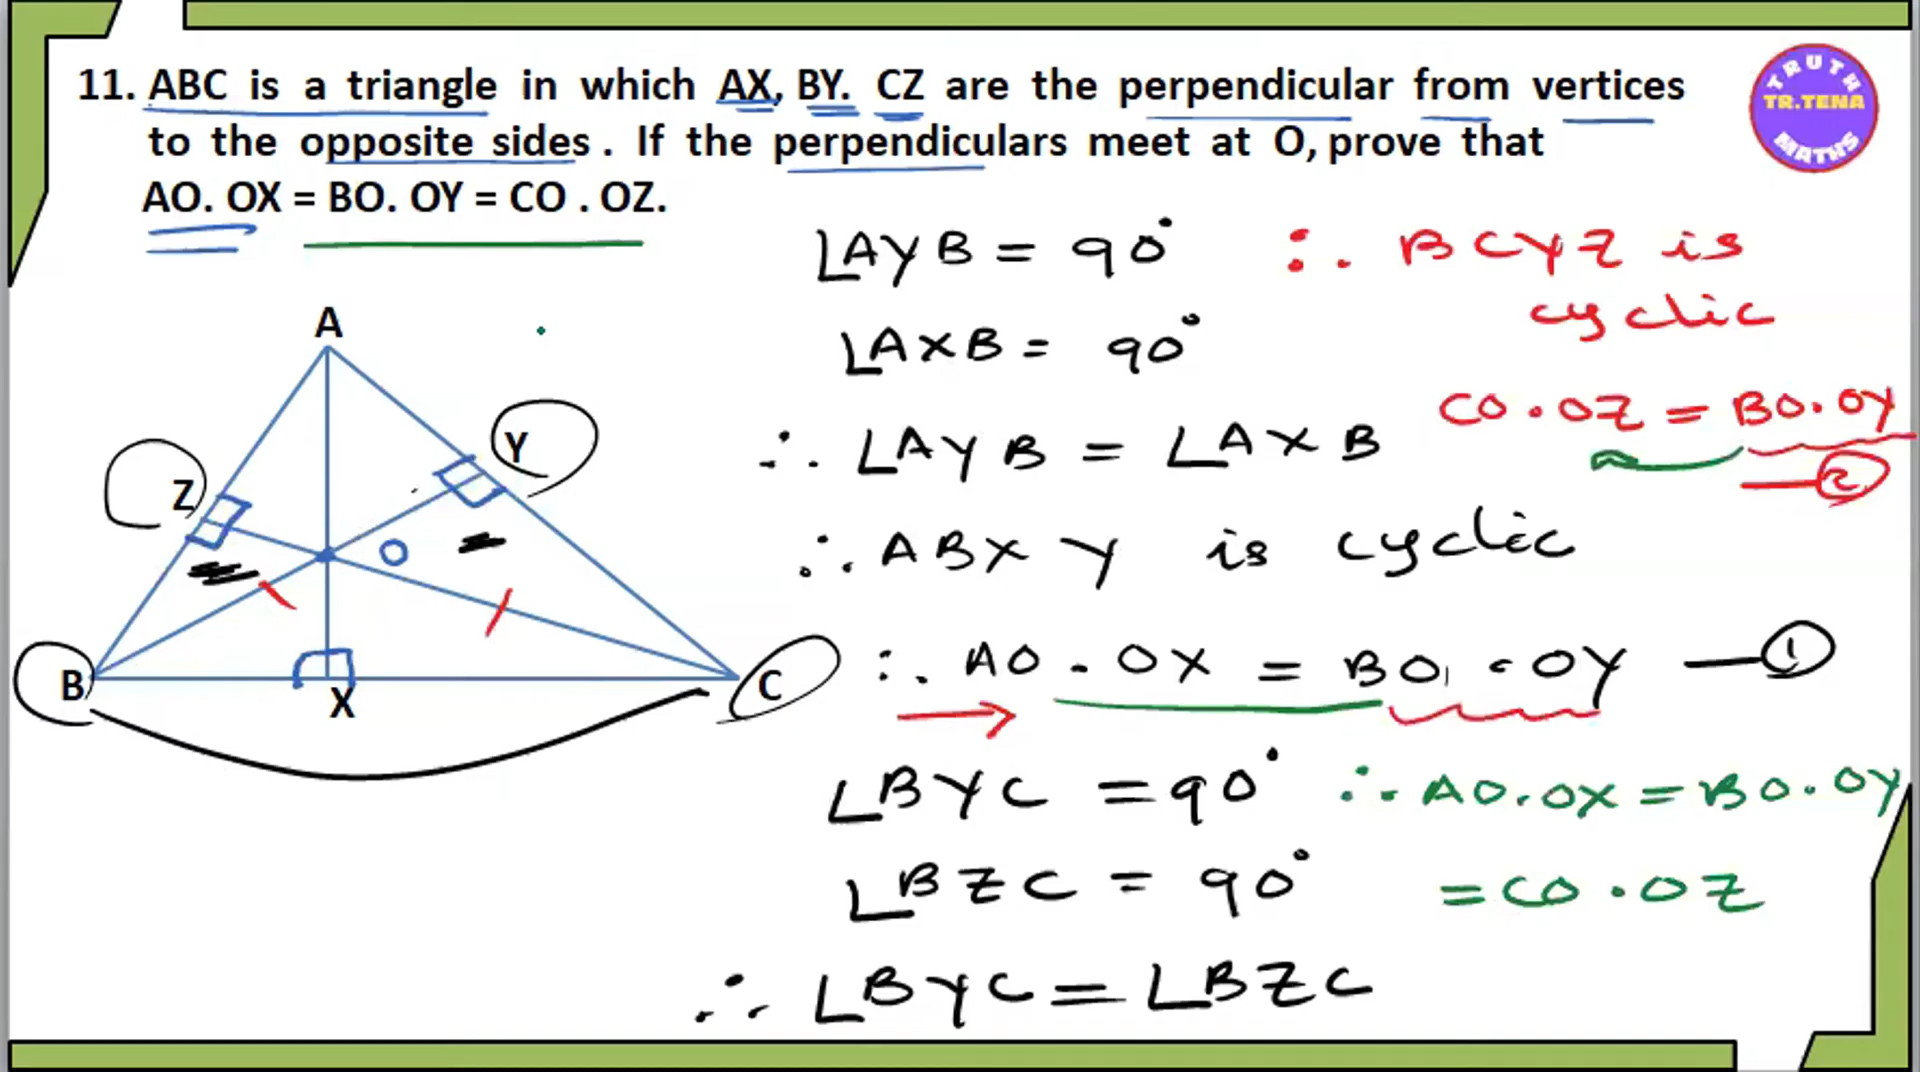 11. ABC is a triangle in which AX, BY. CZ are the perpendicular from vertices
to the opposite sides . If the perpendiculars meet at O, prove that
AO. OX = BO. OY = CO . OZ.
TRUTH
TR.TENA
MATHS
A
Y
Z
O
B
X
C
∟AYB = 90°
∟AXB = 90°
∴ ∟AYB = ∟AXB
∴ ABXY is cyclic
∴ AO . OX = BO . OY — ①
∟BYC = 90°
∟BZC = 90°
∴ ∟BYC = ∟BZC
∴ BCYZ is
cyclic
CO . OZ = BO . OY
— ②
∴ AO . OX = BO . OY
= CO . OZ